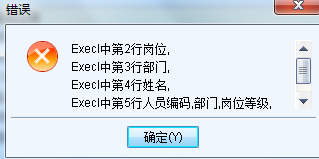 错误
Execl中第2行岗位,
Execl中第3行部门,
Execl中第4行姓名,
Execl中第5行人员编码,部门,岗位等级,
确定(Y)